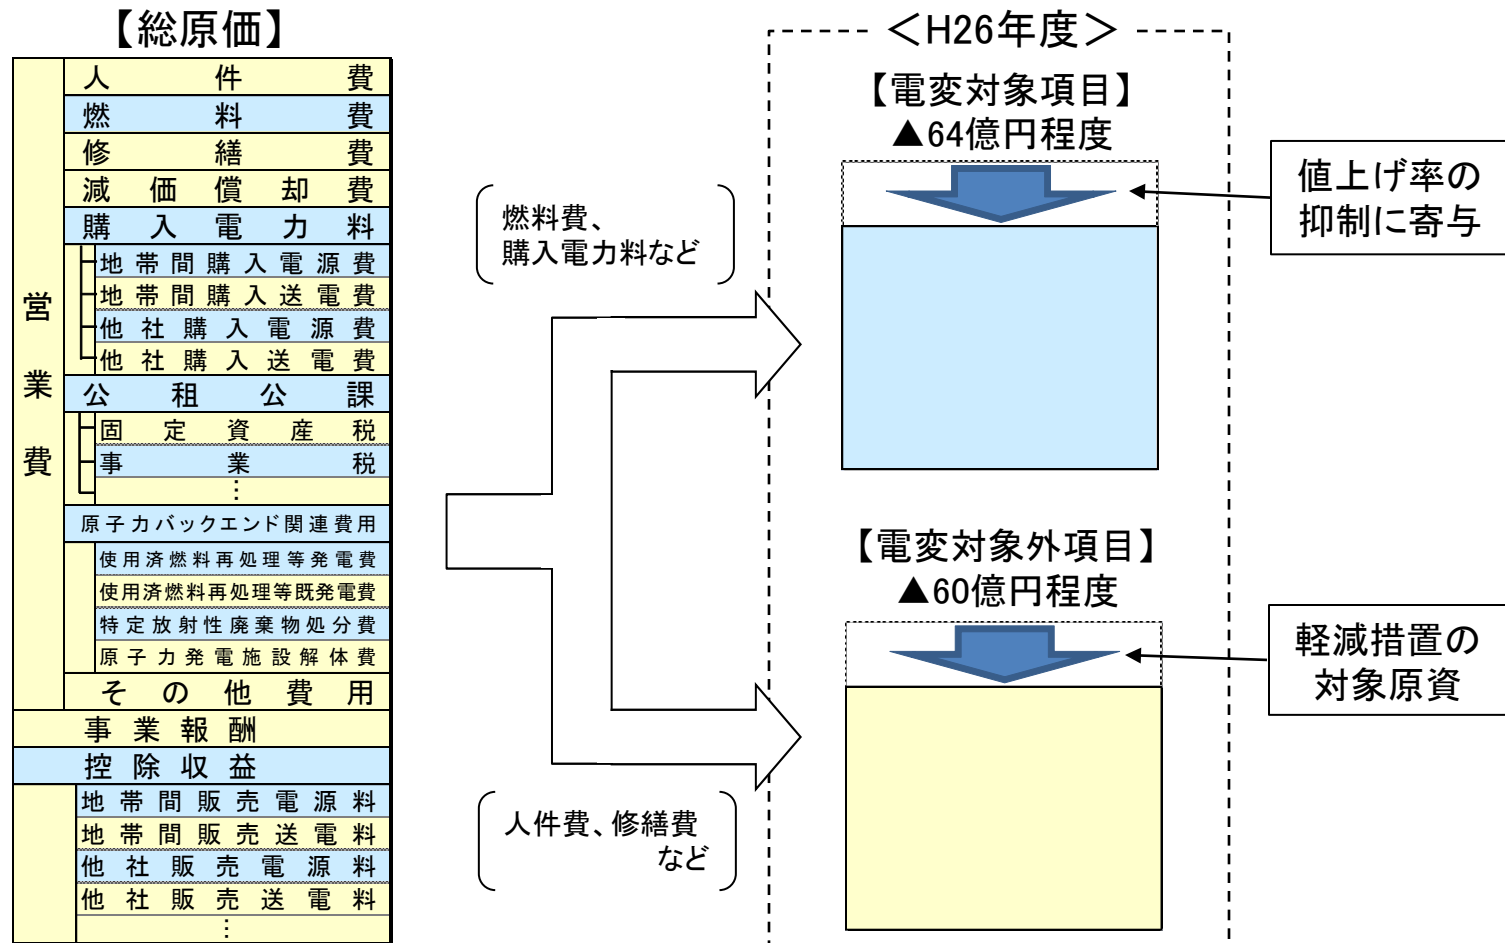 【総原価】
営業費
人件費
燃料費
修繕費
減価償却費
購入電力料
地帯間購入電源費
地帯間購入送電費
他社購入電源費
他社購入送電費
公租公課
固定資産税
事業税
⋮
原子力バックエンド関連費用
使用済燃料再処理等発電費
使用済燃料再処理等既発電費
特定放射性廃棄物処分費
原子力発電施設解体費
その他費用
事業報酬
控除収益
地帯間販売電源料
地帯間販売送電料
他社販売電源料
他社販売送電料
⋮
燃料費、
購入電力料など
人件費、修繕費
など
＜H26年度＞
【電変対象項目】
▲64億円程度
値上げ率の
抑制に寄与
【電変対象外項目】
▲60億円程度
軽減措置の
対象原資